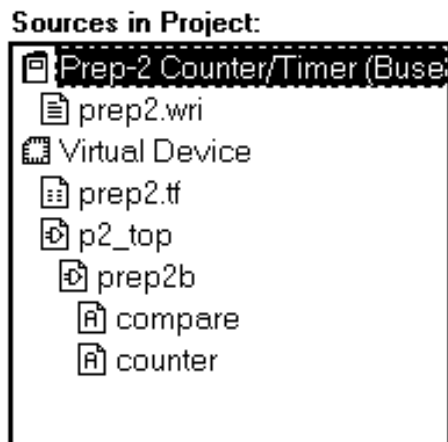 Sources in Project:
Prep-2 Counter/Timer (Buse
prep2.wri
Virtual Device
prep2.tf
p2_top
prep2b
compare
counter